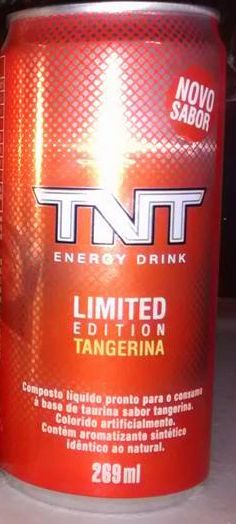 NOVO
SABOR
TNT
ENERGY DRINK
LIMITED
EDITION
TANGERINA
Composto líquido pronto para o consumo
à base de taurina sabor tangerina.
Colorido artificialmente.
Contém aromatizante sintético
idêntico ao natural.
269ml